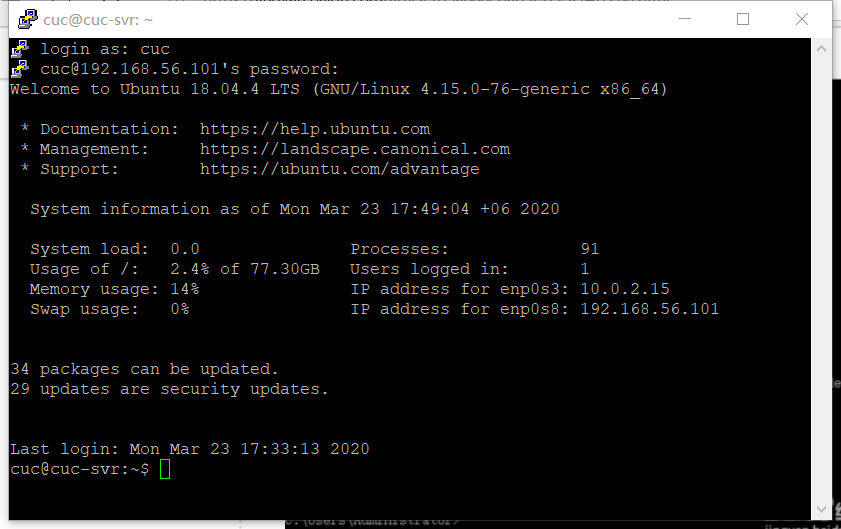 cuc@cuc-svr: ~
login as: cuc
cuc@192.168.56.101's password:
Welcome to Ubuntu 18.04.4 LTS (GNU/Linux 4.15.0-76-generic x86_64)
* Documentation:  https://help.ubuntu.com
* Management:     https://landscape.canonical.com
* Support:        https://ubuntu.com/advantage
System information as of Mon Mar 23 17:49:04 +06 2020
System load:  0.0                Processes:             91
Usage of /:   2.4% of 77.30GB   Users logged in:       1
Memory usage: 14%               IP address for enp0s3: 10.0.2.15
Swap usage:   0%                IP address for enp0s8: 192.168.56.101
34 packages can be updated.
29 updates are security updates.
Last login: Mon Mar 23 17:33:13 2020
cuc@cuc-svr:~$